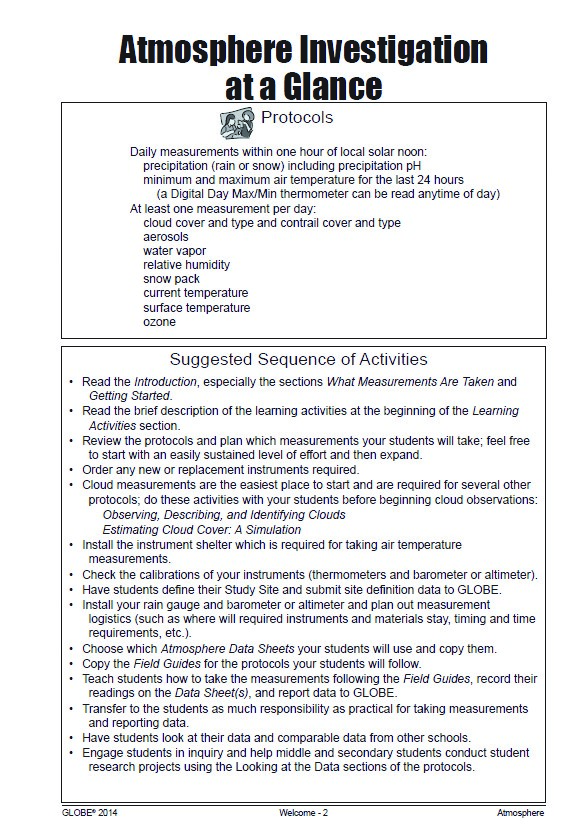 Atmosphere Investigation
at a Glance
Protocols
Daily measurements within one hour of local solar noon:
precipitation (rain or snow) including precipitation pH
minimum and maximum air temperature for the last 24 hours
(a Digital Day Max/Min thermometer can be read anytime of day)
At least one measurement per day:
cloud cover and type and contrail cover and type
aerosols
water vapor
relative humidity
snow pack
current temperature
surface temperature
ozone
Suggested Sequence of Activities
• Read the Introduction, especially the sections What Measurements Are Taken and
Getting Started.
• Read the brief description of the learning activities at the beginning of the Learning
Activities section.
• Review the protocols and plan which measurements your students will take; feel free
to start with an easily sustained level of effort and then expand.
• Order any new or replacement instruments required.
• Cloud measurements are the easiest place to start and are required for several other
protocols; do these activities with your students before beginning cloud observations:
Observing, Describing, and Identifying Clouds
Estimating Cloud Cover: A Simulation
• Install the instrument shelter which is required for taking air temperature
measurements.
• Check the calibrations of your instruments (thermometers and barometer or altimeter).
• Have students define their Study Site and submit site definition data to GLOBE.
• Install your rain gauge and barometer or altimeter and plan out measurement
logistics (such as where will required instruments and materials stay, timing and time
requirements, etc.).
• Choose which Atmosphere Data Sheets your students will use and copy them.
• Copy the Field Guides for the protocols your students will follow.
• Teach students how to take the measurements following the Field Guides, record their
readings on the Data Sheet(s), and report data to GLOBE.
• Transfer to the students as much responsibility as practical for taking measurements
and reporting data.
• Have students look at their data and comparable data from other schools.
• Engage students in inquiry and help middle and secondary students conduct student
research projects using the Looking at the Data sections of the protocols.
GLOBE® 2014 Welcome - 2 Atmosphere